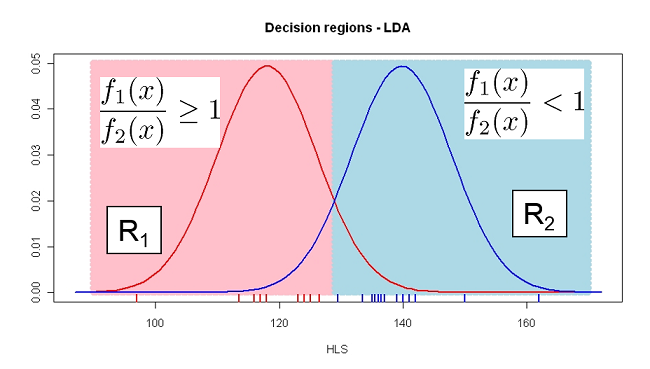 Decision regions - LDA
f₁(x)/f₂(x) ≥ 1
f₁(x)/f₂(x) < 1
R₁
R₂
0.05
0.04
0.03
0.02
0.01
0.00
100 120 140 160
HLS